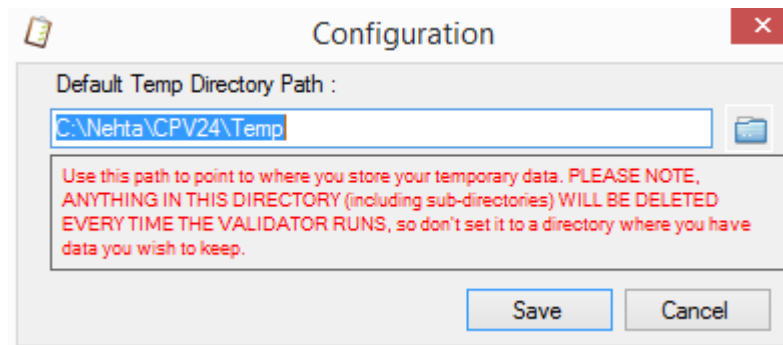 Configuration
Default Temp Directory Path :
C:\Nehta\CPV24\Temp
Use this path to point to where you store your temporary data. PLEASE NOTE,
ANYTHING IN THIS DIRECTORY (including sub-directories) WILL BE DELETED
EVERY TIME THE VALIDATOR RUNS, so don't set it to a directory where you have
data you wish to keep.
Save Cancel